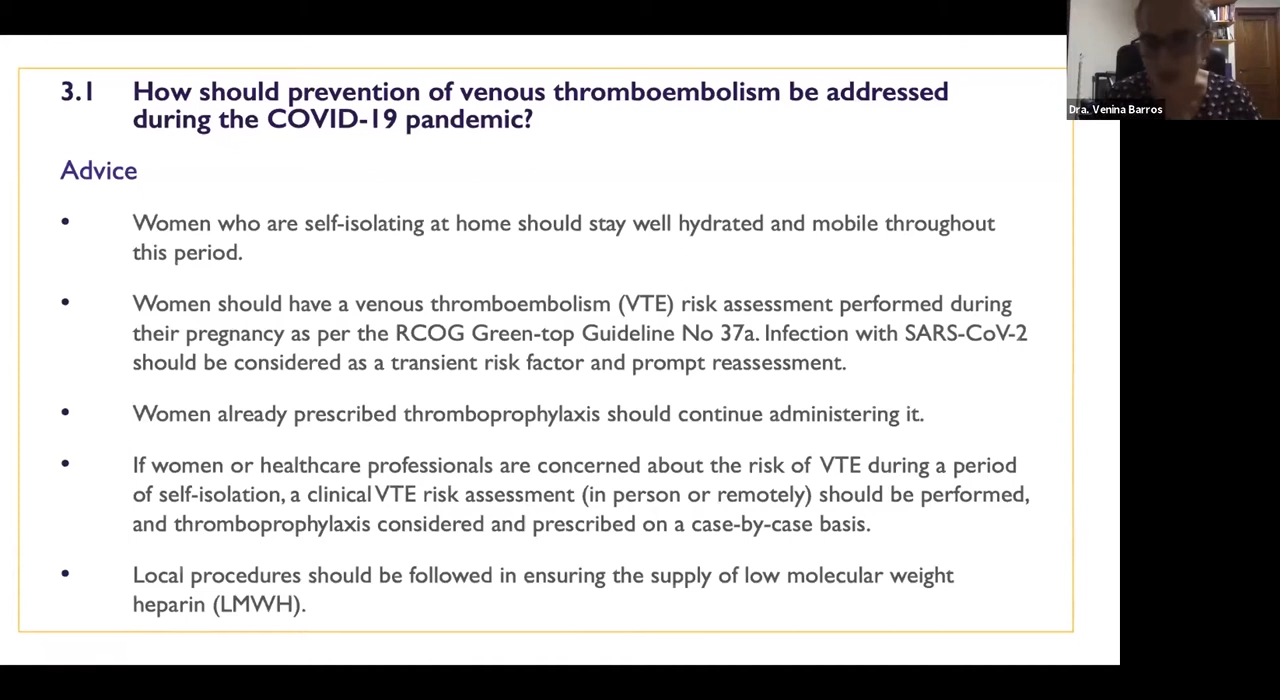 3.1 How should prevention of venous thromboembolism be addressed
during the COVID-19 pandemic?
Dra. Venina Barros
Advice
• Women who are self-isolating at home should stay well hydrated and mobile throughout
this period.
• Women should have a venous thromboembolism (VTE) risk assessment performed during
their pregnancy as per the RCOG Green-top Guideline No 37a. Infection with SARS-CoV-2
should be considered as a transient risk factor and prompt reassessment.
• Women already prescribed thromboprophylaxis should continue administering it.
• If women or healthcare professionals are concerned about the risk of VTE during a period
of self-isolation, a clinical VTE risk assessment (in person or remotely) should be performed,
and thromboprophylaxis considered and prescribed on a case-by-case basis.
• Local procedures should be followed in ensuring the supply of low molecular weight
heparin (LMWH).